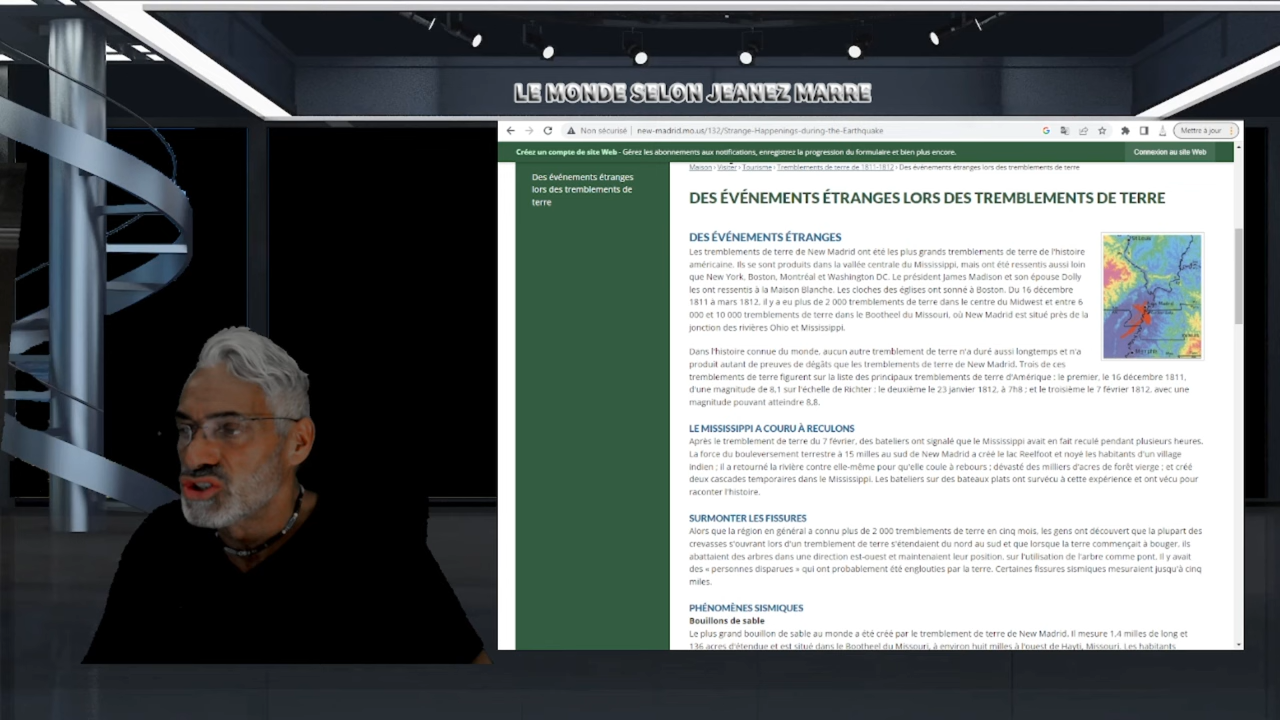 LE MONDE SELON JEANEZ MARRE
Non sécurisé | new-madrid.mo.us/132/Strange-Happenings-during-the-Earthquake
Mettre à jour
Créez un compte de site Web - Gérez les abonnements aux notifications, enregistrez la progression du formulaire et bien plus encore.
Connexion au site Web
Maison › Visiter › Tourisme › Tremblements de terre de 1811-1812 › Des événements étranges lors des tremblements de terre
Des événements étranges
lors des tremblements de
terre
DES ÉVÉNEMENTS ÉTRANGES LORS DES TREMBLEMENTS DE TERRE
DES ÉVÉNEMENTS ÉTRANGES
Les tremblements de terre de New Madrid ont été les plus grands tremblements de terre de l'histoire
américaine. Ils se sont produits dans la vallée centrale du Mississippi, mais ont été ressentis aussi loin
que New York, Boston, Montréal et Washington DC. Le président James Madison et son épouse Dolly
les ont ressentis à la Maison Blanche. Les cloches des églises ont sonné à Boston. Du 16 décembre
1811 à mars 1812, il y a eu plus de 2 000 tremblements de terre dans le centre du Midwest et entre 6
000 et 10 000 tremblements de terre dans le Bootheel du Missouri, où New Madrid est situé près de la
jonction des rivières Ohio et Mississippi.
Dans l'histoire connue du monde, aucun autre tremblement de terre n'a duré aussi longtemps et n'a
produit autant de preuves de dégâts que les tremblements de terre de New Madrid. Trois de ces
tremblements de terre figurent sur la liste des principaux tremblements de terre d'Amérique : le premier, le 16 décembre 1811,
d'une magnitude de 8,1 sur l'échelle de Richter ; le deuxième le 23 janvier 1812, à 7h8 ; et le troisième le 7 février 1812, avec une
magnitude pouvant atteindre 8,8.
LE MISSISSIPPI A COURU À RECULONS
Après le tremblement de terre du 7 février, des bateliers ont signalé que le Mississippi avait en fait reculé pendant plusieurs heures.
La force du bouleversement terrestre à 15 milles au sud de New Madrid a créé le lac Reelfoot et noyé les habitants d'un village
indien ; il a retourné la rivière contre elle-même pour qu'elle coule à rebours ; dévasté des milliers d'acres de forêt vierge ; et créé
deux cascades temporaires dans le Mississippi. Les bateliers sur des bateaux plats ont survécu à cette expérience et ont vécu pour
raconter l'histoire.
SURMONTER LES FISSURES
Alors que la région en général a connu plus de 2 000 tremblements de terre en cinq mois, les gens ont découvert que la plupart des
crevasses s'ouvrant lors d'un tremblement de terre s'étendaient du nord au sud et que lorsque la terre commençait à bouger, ils
abattaient des arbres dans une direction est-ouest et maintenaient leur position. sur l'utilisation de l'arbre comme pont. Il y avait
des « personnes disparues » qui ont probablement été englouties par la terre. Certaines fissures sismiques mesuraient jusqu'à cinq
miles.
PHÉNOMÈNES SISMIQUES
Bouillons de sable
Le plus grand bouillon de sable au monde a été créé par le tremblement de terre de New Madrid. Il mesure 1,4 milles de long et
136 acres d'étendue et est situé dans le Bootheel du Missouri, à environ huit milles à l'ouest de Hayti, Missouri. Les habitants